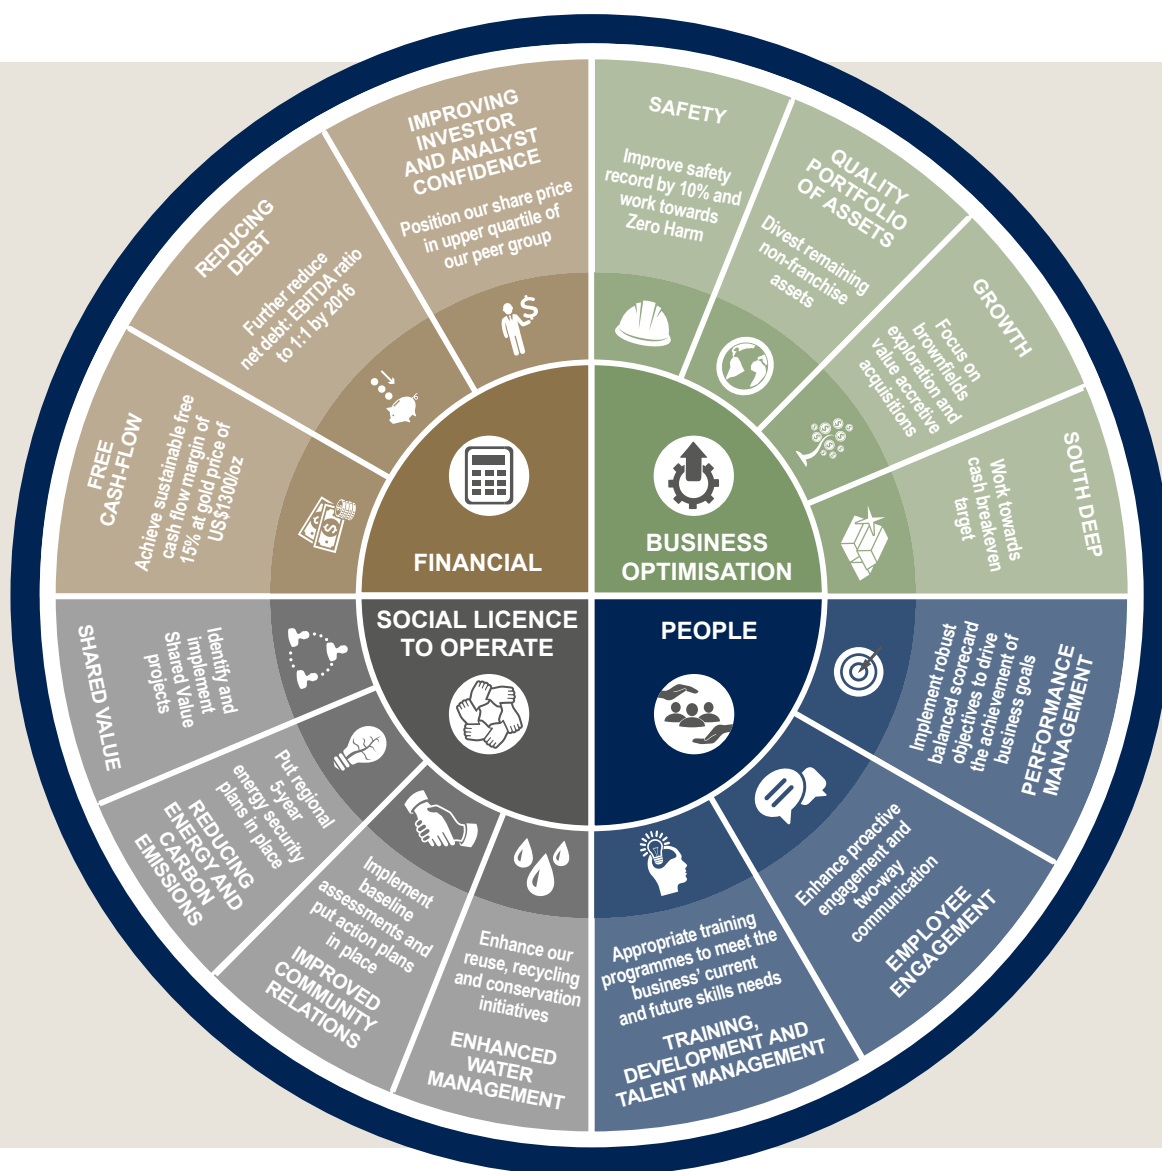 IMPROVING
INVESTOR
AND ANALYST
CONFIDENCE
Position our share price
in upper quartile of
our peer group
REDUCING
DEBT
Further reduce
net debt: EBITDA ratio
to 1:1 by 2016
FREE
CASH-FLOW
Achieve sustainable free
cash flow margin of
15% at gold price of
US$1300/oz
FINANCIAL
SAFETY
Improve safety
record by 10% and
work towards
Zero Harm
QUALITY
PORTFOLIO
OF ASSETS
Divest remaining
non-franchise
assets
GROWTH
Focus on
brownfields
exploration and
value accretive
acquisitions
SOUTH DEEP
Work towards
cash breakeven
target
BUSINESS
OPTIMISATION
SOCIAL LICENCE
TO OPERATE
SHARED VALUE
Identify and
implement
Shared Value
projects
Put regional
5-year
energy security
plans in place
REDUCING
ENERGY AND
CARBON
EMISSIONS
Implement
baseline
assessments and
put action plans
in place
IMPROVED
COMMUNITY
RELATIONS
Enhance our
reuse, recycling
and conservation
initiatives
ENHANCED
WATER
MANAGEMENT
PEOPLE
Implement robust
balanced scorecard
objectives to drive
the achievement of
business goals
PERFORMANCE
MANAGEMENT
Enhance proactive
engagement and
two-way
communication
EMPLOYEE
ENGAGEMENT
Appropriate training
programmes to meet the
business' current
and future skills needs
TRAINING,
DEVELOPMENT AND
TALENT MANAGEMENT